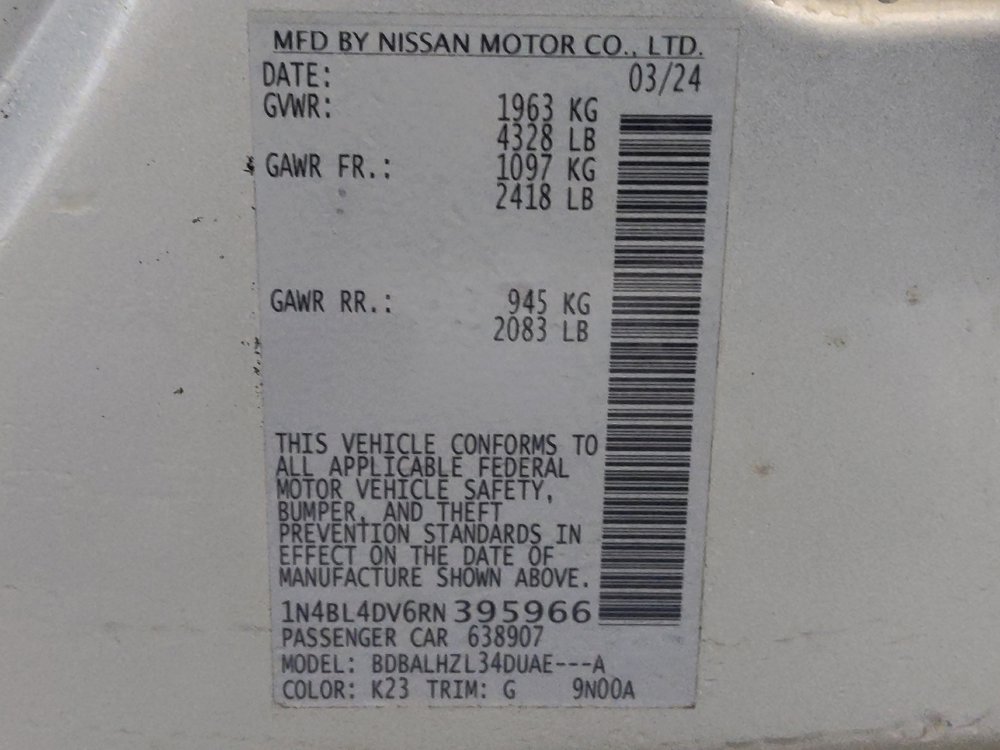 MFD BY NISSAN MOTOR CO., LTD.
DATE: 03/24
GVWR: 1963 KG
4328 LB
GAWR FR.: 1097 KG
2418 LB
GAWR RR.: 945 KG
2083 LB
THIS VEHICLE CONFORMS TO
ALL APPLICABLE FEDERAL
MOTOR VEHICLE SAFETY,
BUMPER, AND THEFT
PREVENTION STANDARDS IN
EFFECT ON THE DATE OF
MANUFACTURE SHOWN ABOVE.
1N4BL4DV6RN395966
PASSENGER CAR 638907
MODEL: BDBALHZL34DUAE---A
COLOR: K23 TRIM: G 9N00A